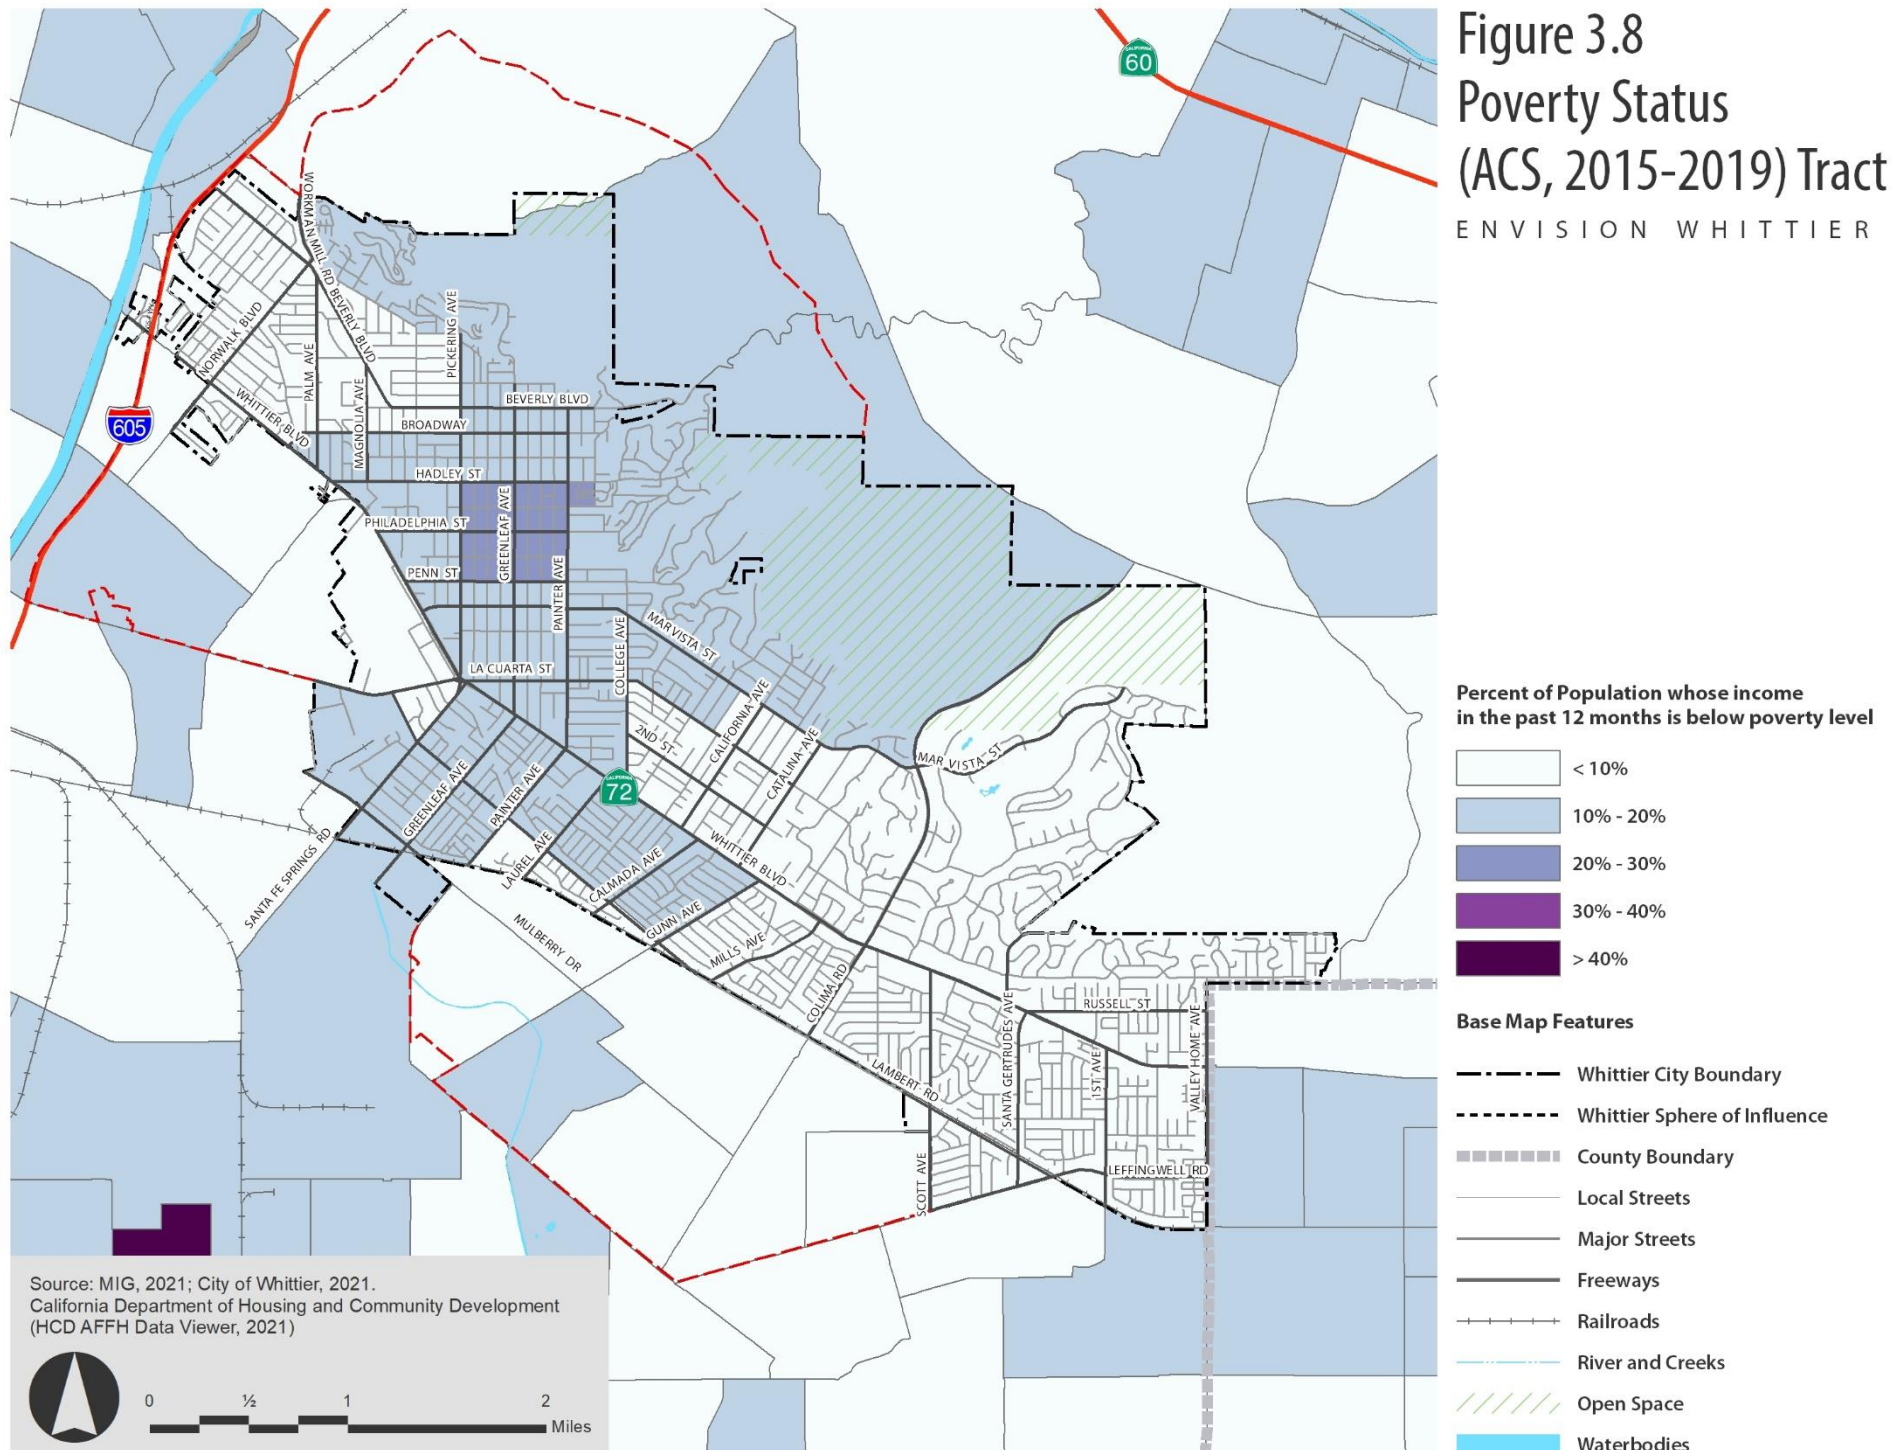 Figure 3.8
Poverty Status
(ACS, 2015-2019) Tract
ENVISION WHITTIER
60
605
72
CALIFORNIA
CALIFORNIA
WORKMAN MILL RD
BEVERLY BLVD
PICKERING AVE
NORWALK BLVD
PALM AVE
MAGNOLIA AVE
WHITTIER BLVD
BEVERLY BLVD
BROADWAY
HADLEY ST
GREENLEAF AVE
PHILADELPHIA ST
PENN ST
PAINTER AVE
COLLEGE AVE
MAR VISTA ST
LA CUARTA ST
CALIFORNIA AVE
2ND ST
CATALINA AVE
MAR VISTA ST
GREENLEAF AVE
PAINTER AVE
LAUREL AVE
WHITTIER BLVD
CALMADA AVE
SANTA FE SPRINGS RD
GUNN AVE
MULBERRY DR
MILLS AVE
COLIMA RD
RUSSELL ST
SANTA GERTRUDES AVE
1ST AVE
VALLEY HOME AVE
LAMBERT RD
SCOTT AVE
LEFFINGWELL RD
Percent of Population whose income
in the past 12 months is below poverty level
< 10%
10% - 20%
20% - 30%
30% - 40%
> 40%
Base Map Features
Whittier City Boundary
Whittier Sphere of Influence
County Boundary
Local Streets
Major Streets
Freeways
Railroads
River and Creeks
Open Space
Waterbodies
Source: MIG, 2021; City of Whittier, 2021.
California Department of Housing and Community Development
(HCD AFFH Data Viewer, 2021)
0 ½ 1 2
Miles